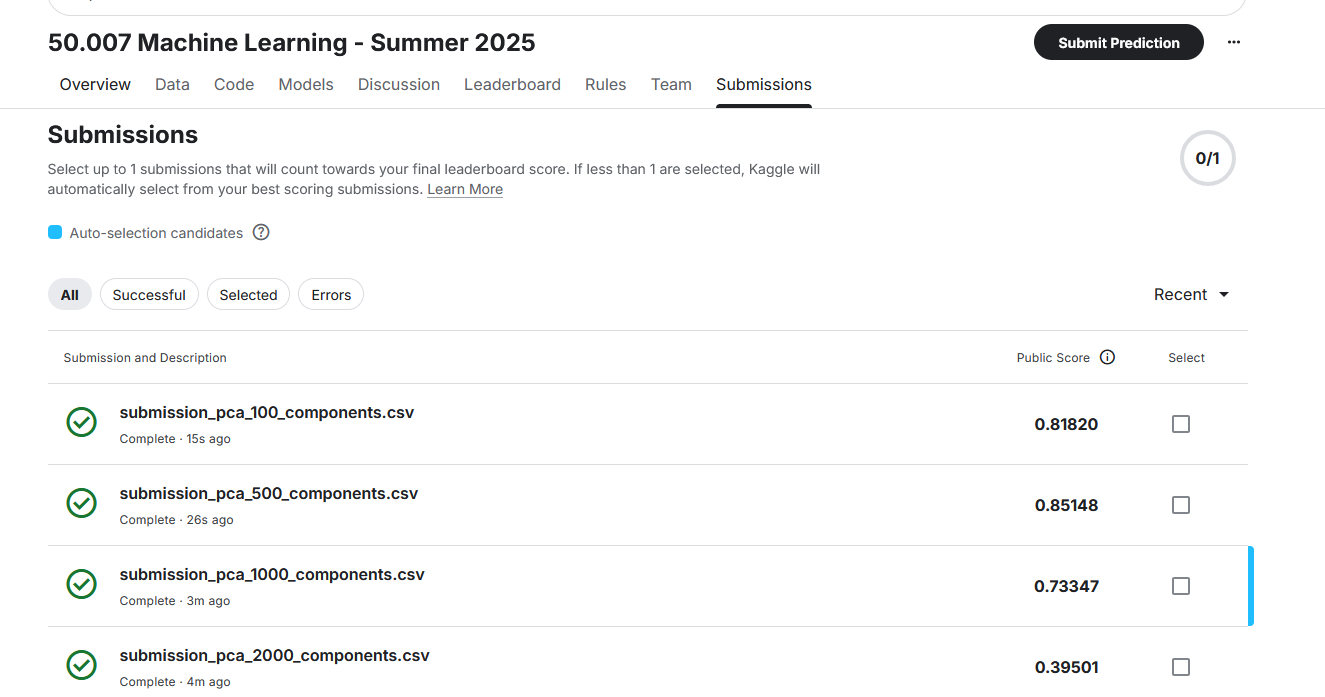 50.007 Machine Learning - Summer 2025
Submit Prediction
Overview Data Code Models Discussion Leaderboard Rules Team Submissions
Submissions
Select up to 1 submissions that will count towards your final leaderboard score. If less than 1 are selected, Kaggle will
automatically select from your best scoring submissions. Learn More
0/1
Auto-selection candidates ?
All Successful Selected Errors
Recent
Submission and Description Public Score Select
submission_pca_100_components.csv
Complete · 15s ago
0.81820
submission_pca_500_components.csv
Complete · 26s ago
0.85148
submission_pca_1000_components.csv
Complete · 3m ago
0.73347
submission_pca_2000_components.csv
Complete · 4m ago
0.39501